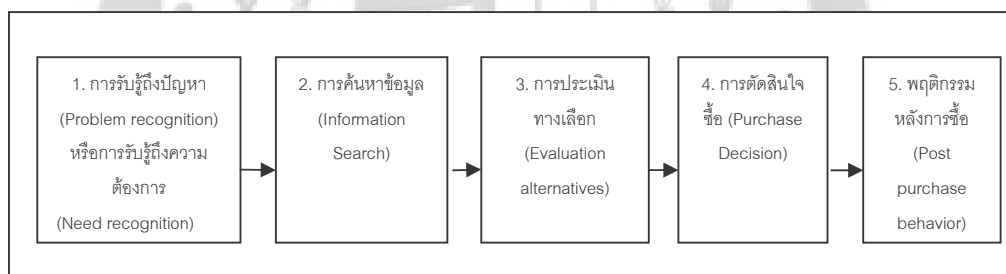 1. การรับรู้ถึงปัญหา
(Problem recognition)
หรือการรับรู้ถึงความ
ต้องการ
(Need recognition)
2. การค้นหาข้อมูล
(Information
Search)
3. การประเมิน
ทางเลือก
(Evaluation
alternatives)
4. การตัดสินใจ
ซื้อ (Purchase
Decision)
5. พฤติกรรม
หลังการซื้อ
(Post
purchase
behavior)